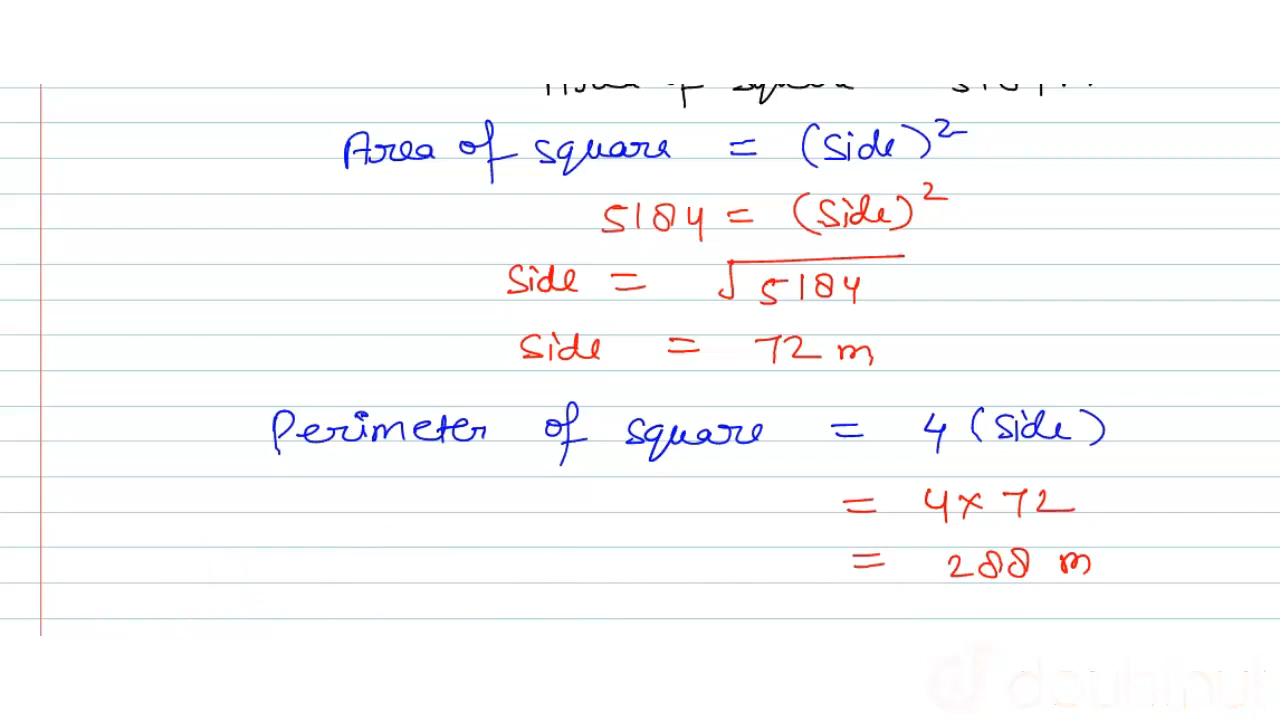 Area of square = (Side)²
5184 = (Side)²
Side = √5184
Side = 72 m
Perimeter of square = 4 (Side)
= 4 × 72
= 288 m
doubtnut